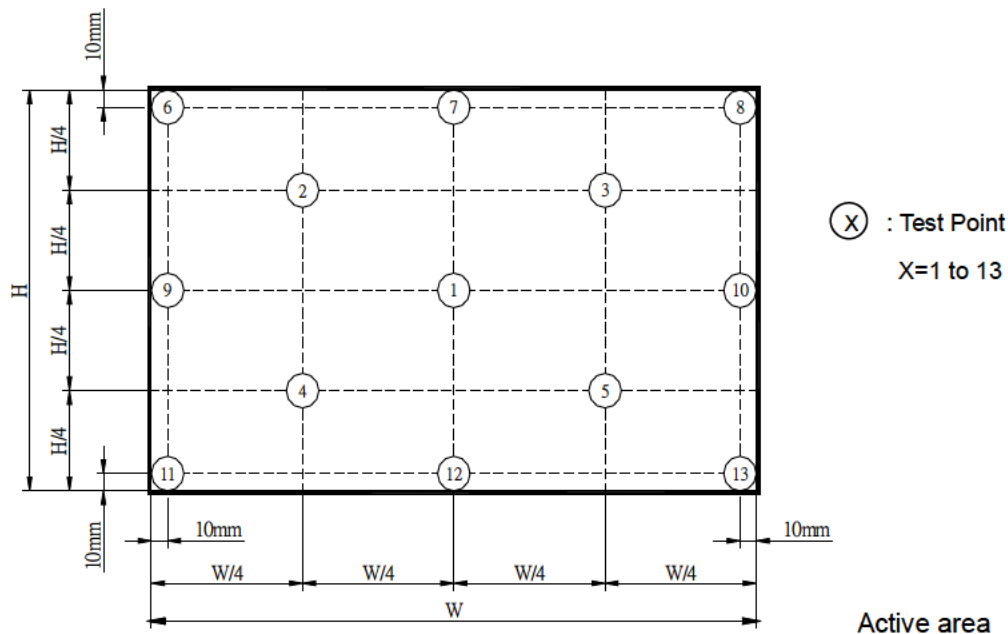 10mm
6
7
8
H/4
2
3
X : Test Point
H/4
X=1 to 13
H
9
1
10
H/4
4
5
H/4
11
12
13
10mm
10mm
10mm
W/4
W/4
W/4
W/4
W
Active area